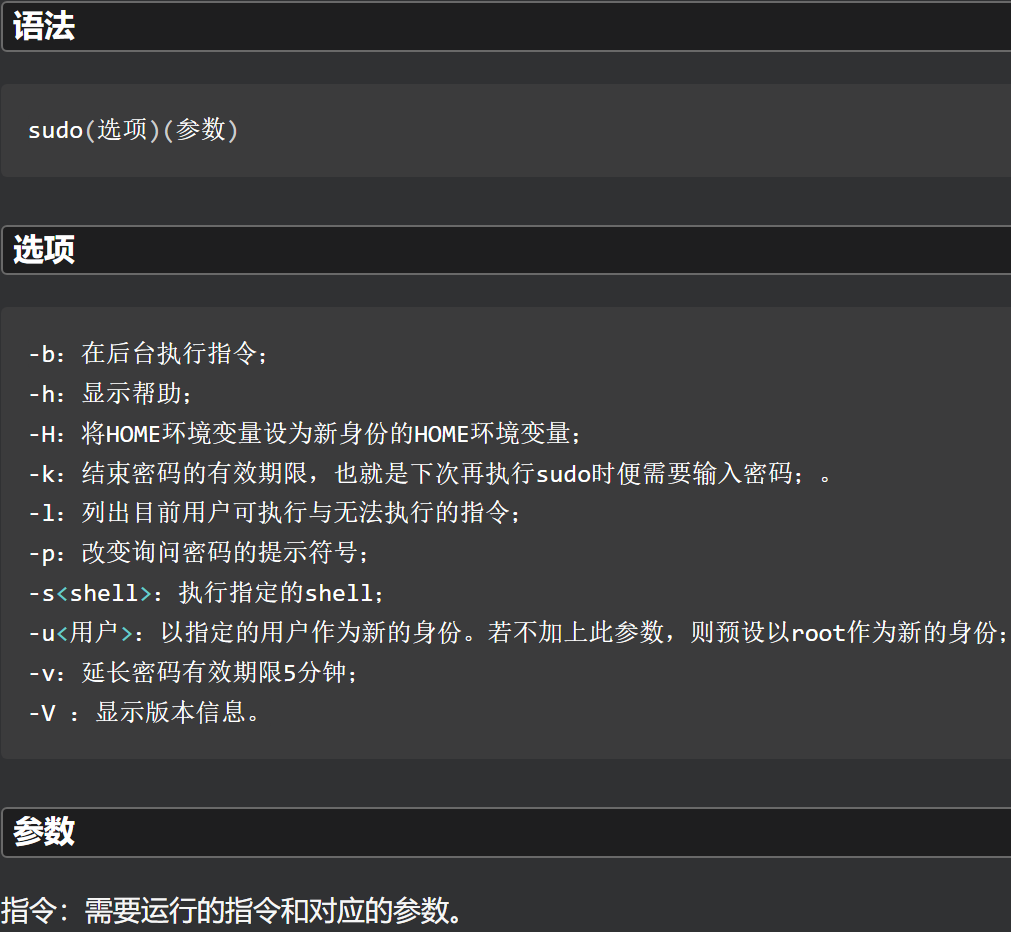 语法
sudo(选项)(参数)
选项
-b：在后台执行指令；
-h：显示帮助；
-H：将HOME环境变量设为新身份的HOME环境变量；
-k：结束密码的有效期限，也就是下次再执行sudo时便需要输入密码；。
-l：列出目前用户可执行与无法执行的指令；
-p：改变询问密码的提示符号；
-s<shell>：执行指定的shell；
-u<用户>：以指定的用户作为新的身份。若不加上此参数，则预设以root作为新的身份；
-v：延长密码有效期限5分钟；
-V ：显示版本信息。
参数
指令：需要运行的指令和对应的参数。